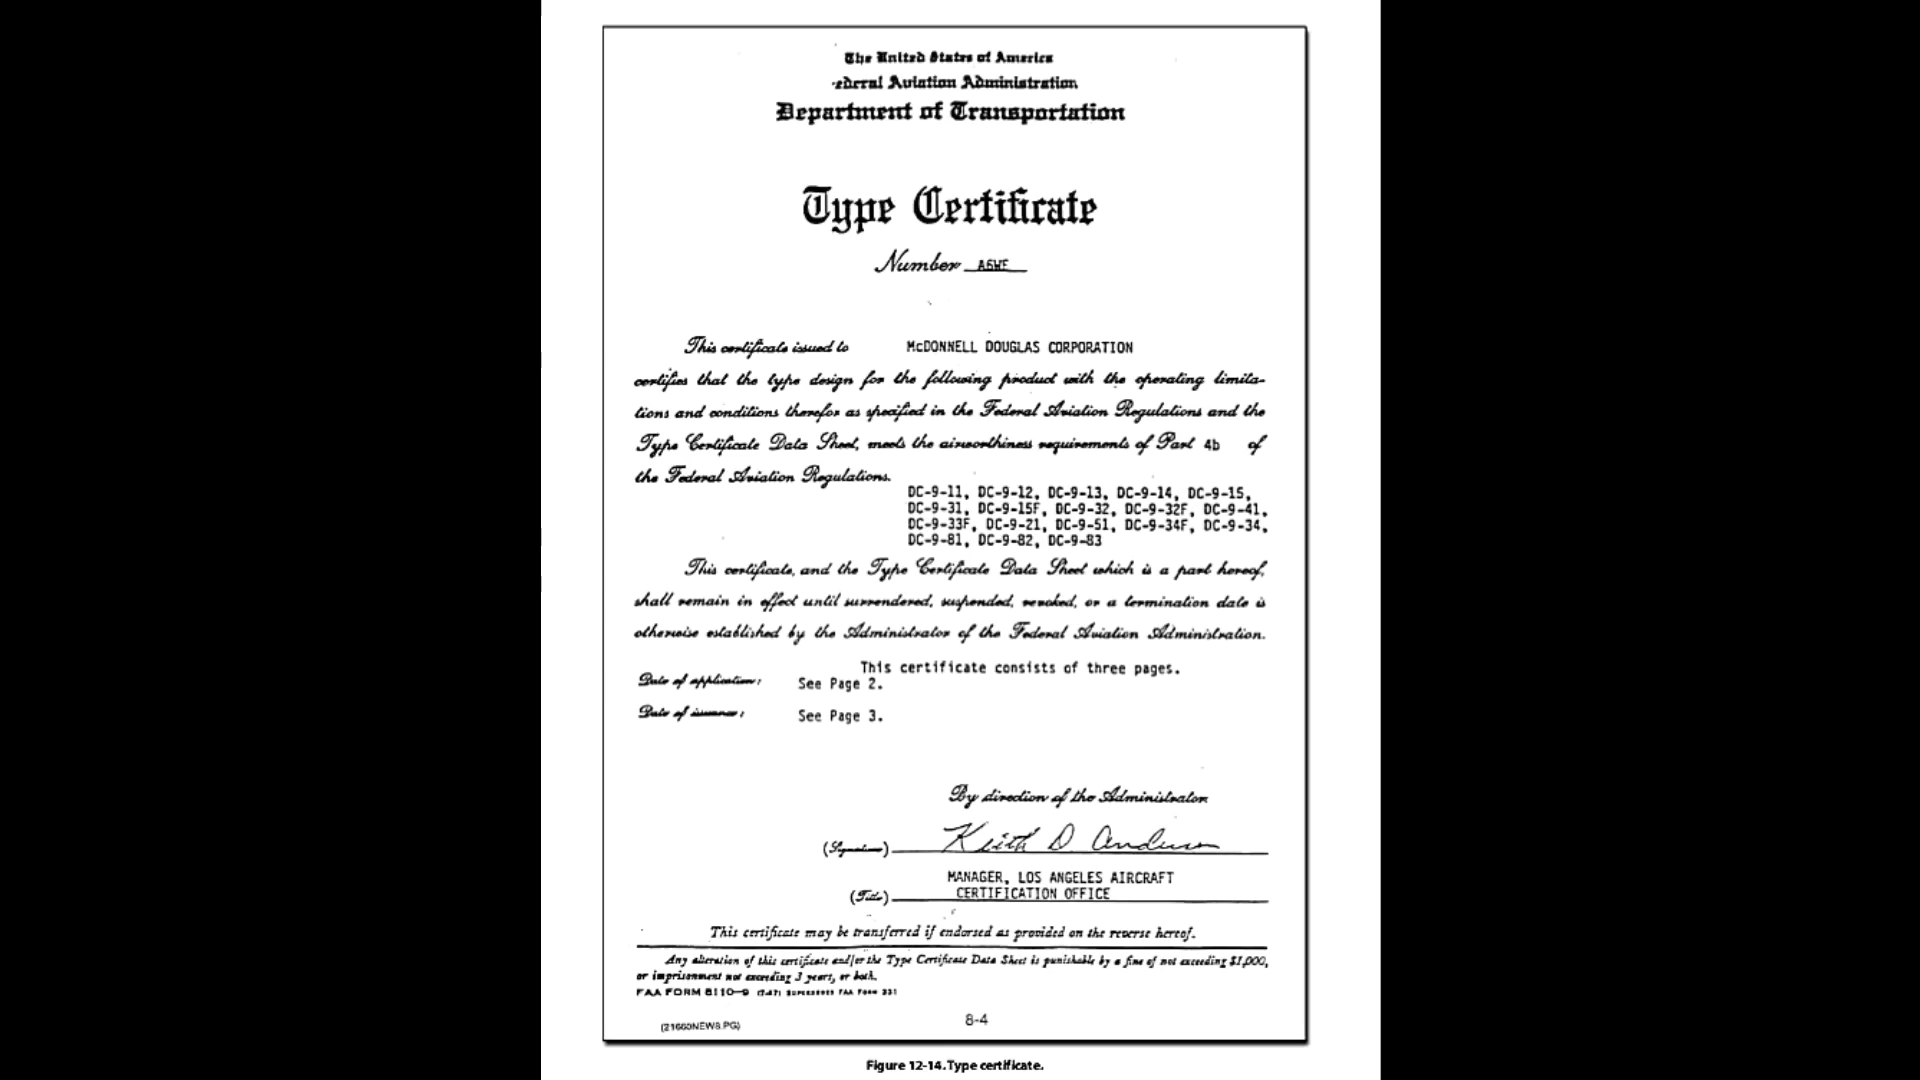 The United States of America
ederal Aviation Administration
Department of Transportation
Type Certificate
Number A6WE
This certificate issued to McDONNELL DOUGLAS CORPORATION
certifies that the type design for the following product with the operating limita-
tions and conditions therefor as specified in the Federal Aviation Regulations and the
Type Certificate Data Sheet, meets the airworthiness requirements of Part 4b of
the Federal Aviation Regulations.
DC-9-11, DC-9-12, DC-9-13, DC-9-14, DC-9-15,
DC-9-31, DC-9-15F, DC-9-32, DC-9-32F, DC-9-41,
DC-9-33F, DC-9-21, DC-9-51, DC-9-34F, DC-9-34,
DC-9-81, DC-9-82, DC-9-83
This certificate, and the Type Certificate Data Sheet which is a part hereof,
shall remain in effect until surrendered, suspended, revoked, or a termination date is
otherwise established by the Administrator of the Federal Aviation Administration.
This certificate consists of three pages.
Date of application: See Page 2.
Date of issuance: See Page 3.
By direction of the Administrator
(Signature) Keith D Anderson
MANAGER, LOS ANGELES AIRCRAFT
(Title) CERTIFICATION OFFICE
This certificate may be transferred if endorsed as provided on the reverse hereof.
Any alteration of this certificate and/or the Type Certificate Data Sheet is punishable by a fine of not exceeding $1,000,
or imprisonment not exceeding 3 years, or both.
FAA FORM 8110-9 (7-67) SUPERSEDES FAA FORM 331
(21660NEW8.PG)
8-4
Figure 12-14. Type certificate.